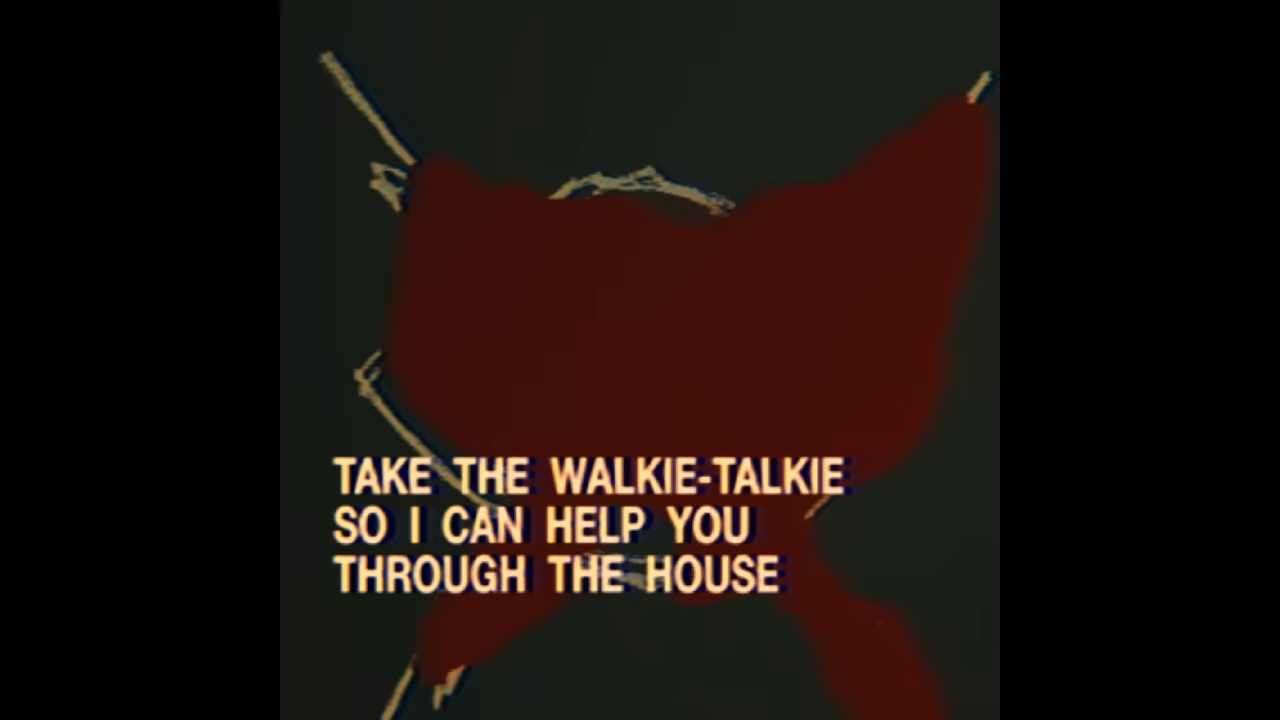 TAKE THE WALKIE-TALKIE
SO I CAN HELP YOU
THROUGH THE HOUSE